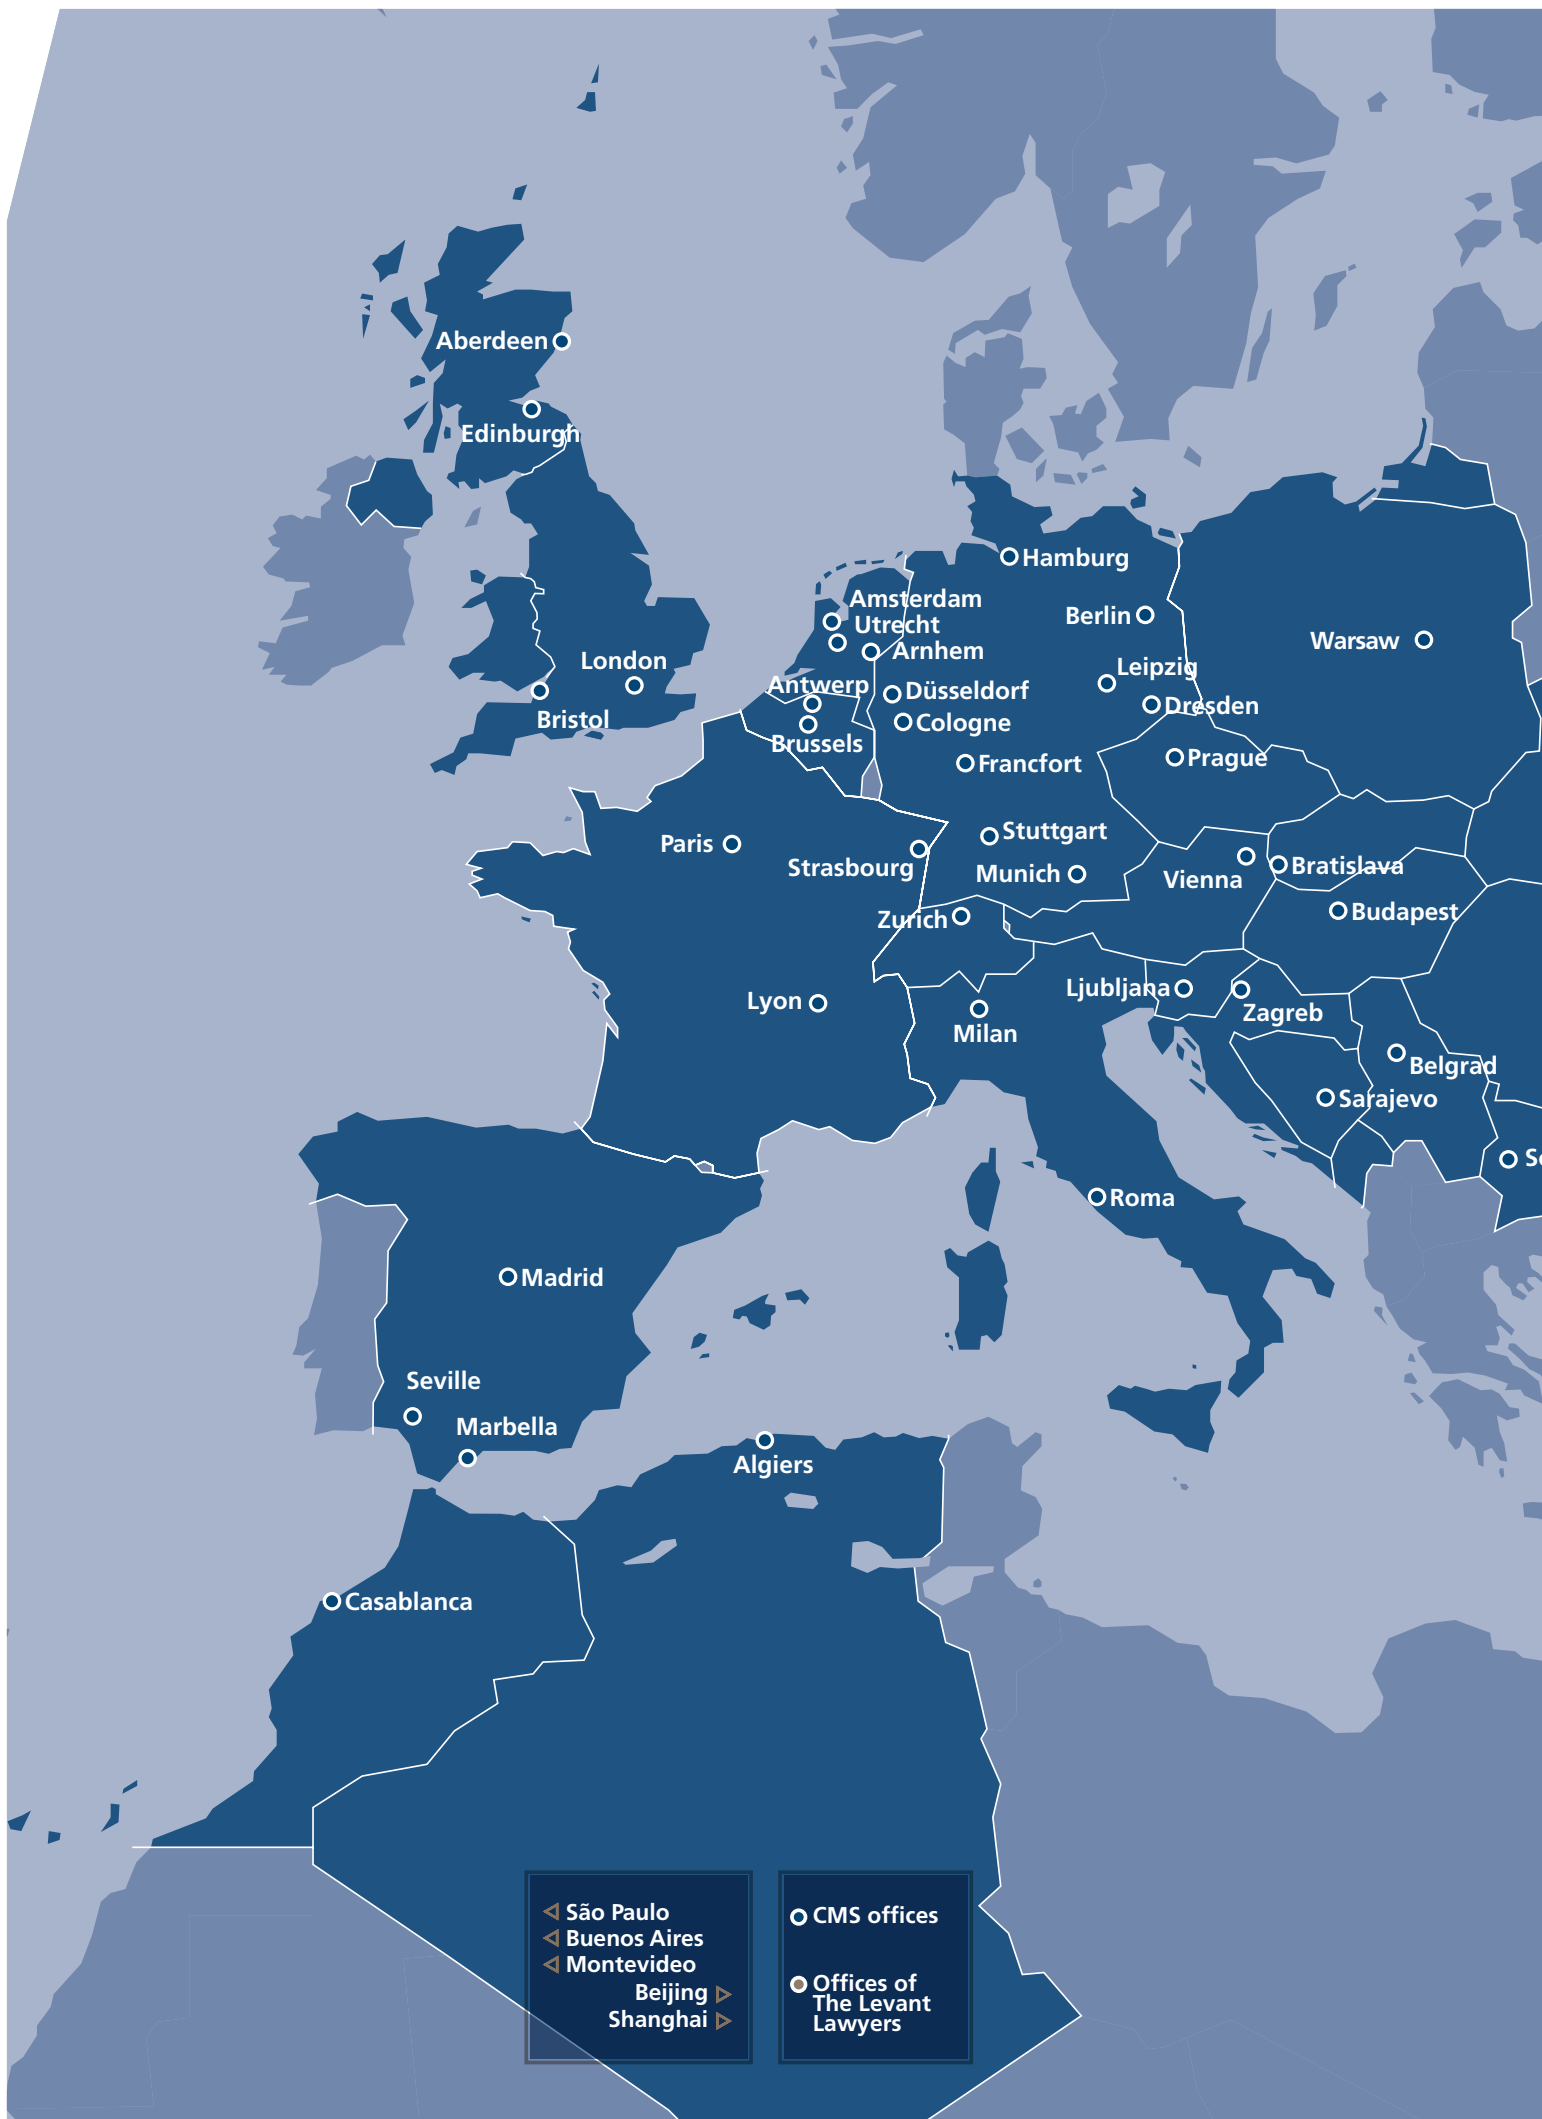 Aberdeen
Edinburgh
Hamburg
Amsterdam
Berlin
Utrecht
Warsaw
Arnhem
London
Leipzig
Antwerp
Düsseldorf
Dresden
Bristol
Cologne
Brussels
Prague
Francfort
Stuttgart
Paris
Strasbourg
Bratislava
Munich
Vienna
Budapest
Zurich
Ljubljana
Lyon
Zagreb
Milan
Belgrad
Sarajevo
Roma
Madrid
Seville
Marbella
Algiers
Casablanca
São Paulo
Buenos Aires
Montevideo
Beijing
Shanghai
CMS offices
Offices of
The Levant
Lawyers